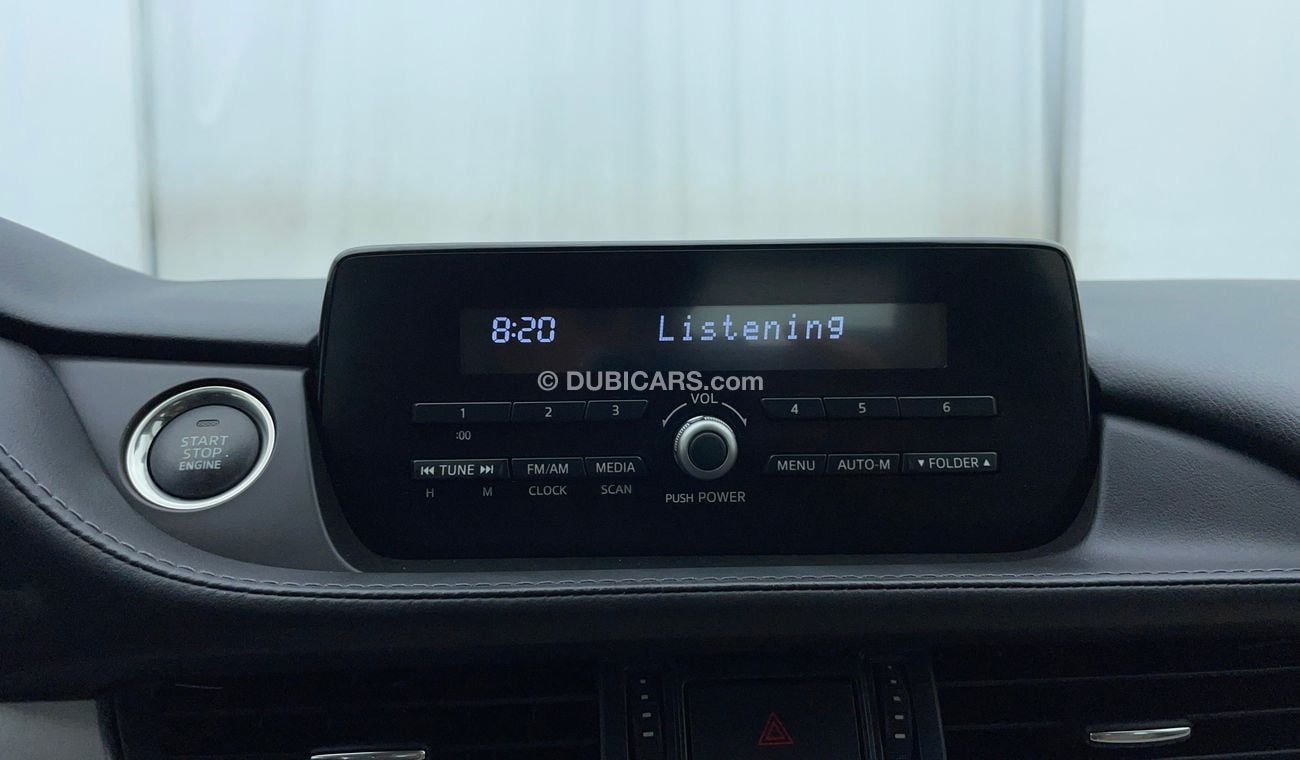 8:20 Listening
© DUBICARS.com
VOL
1 2 3 4 5 6
:00
START
STOP
ENGINE
⏮ TUNE ⏭ FM/AM MEDIA MENU AUTO-M ▼ FOLDER ▲
H M CLOCK SCAN
PUSH POWER